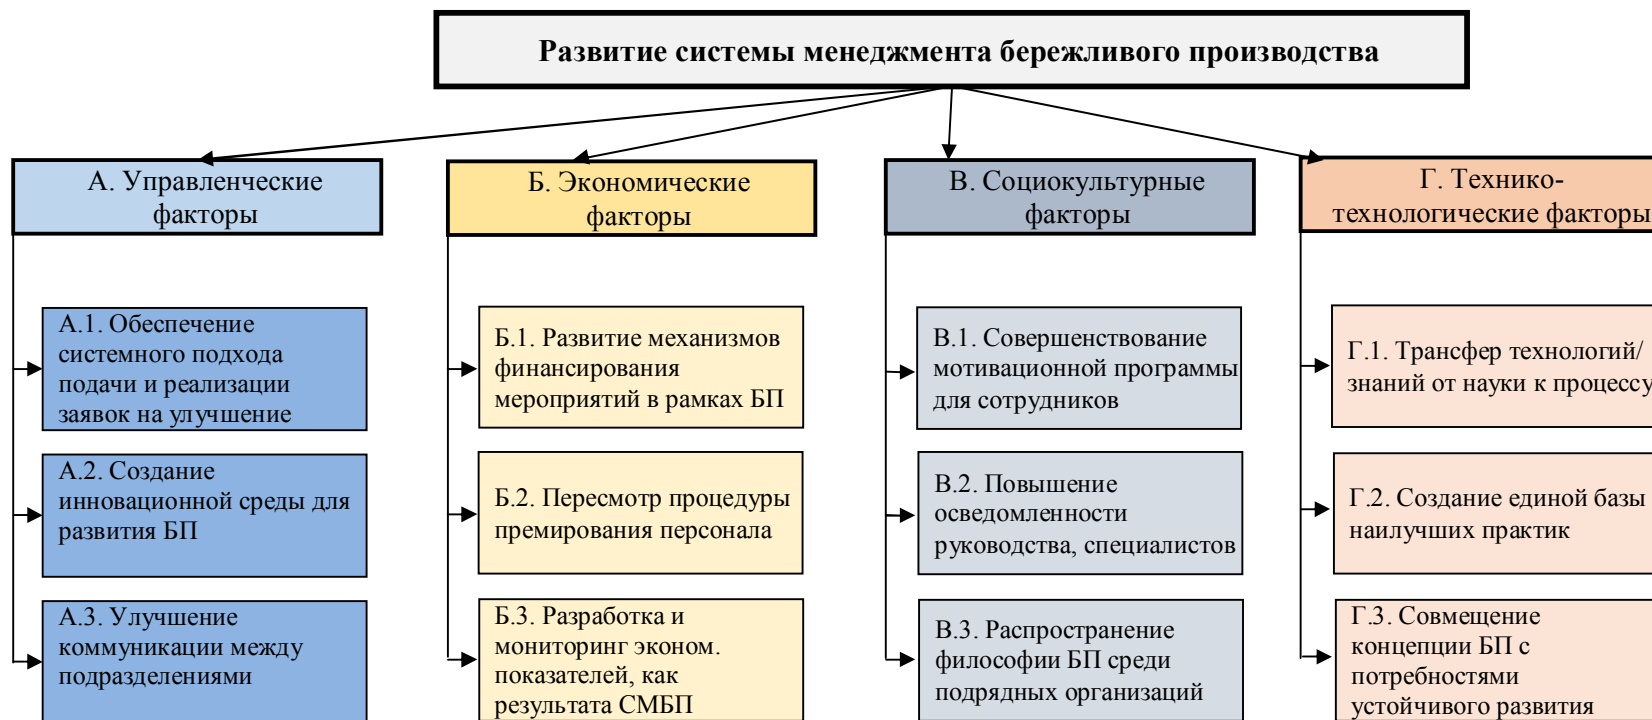 Развитие системы менеджмента бережливого производства
А. Управленческие
факторы
А.1. Обеспечение
системного подхода
подачи и реализации
заявок на улучшение
А.2. Создание
инновационной среды для
развития БП
А.3. Улучшение
коммуникации между
подразделениями
Б. Экономические
факторы
Б.1. Развитие механизмов
финансирования
мероприятий в рамках БП
Б.2. Пересмотр процедуры
премирования персонала
Б.3. Разработка и
мониторинг эконом.
показателей, как
результата СМБП
В. Социокультурные
факторы
В.1. Совершенствование
мотивационной программы
для сотрудников
В.2. Повышение
осведомленности
руководства, специалистов
В.3. Распространение
философии БП среди
подрядных организаций
Г. Технико-
технологические факторы
Г.1. Трансфер технологий/
знаний от науки к процессу
Г.2. Создание единой базы
наилучших практик
Г.3. Совмещение
концепции БП с
потребностями
устойчивого развития